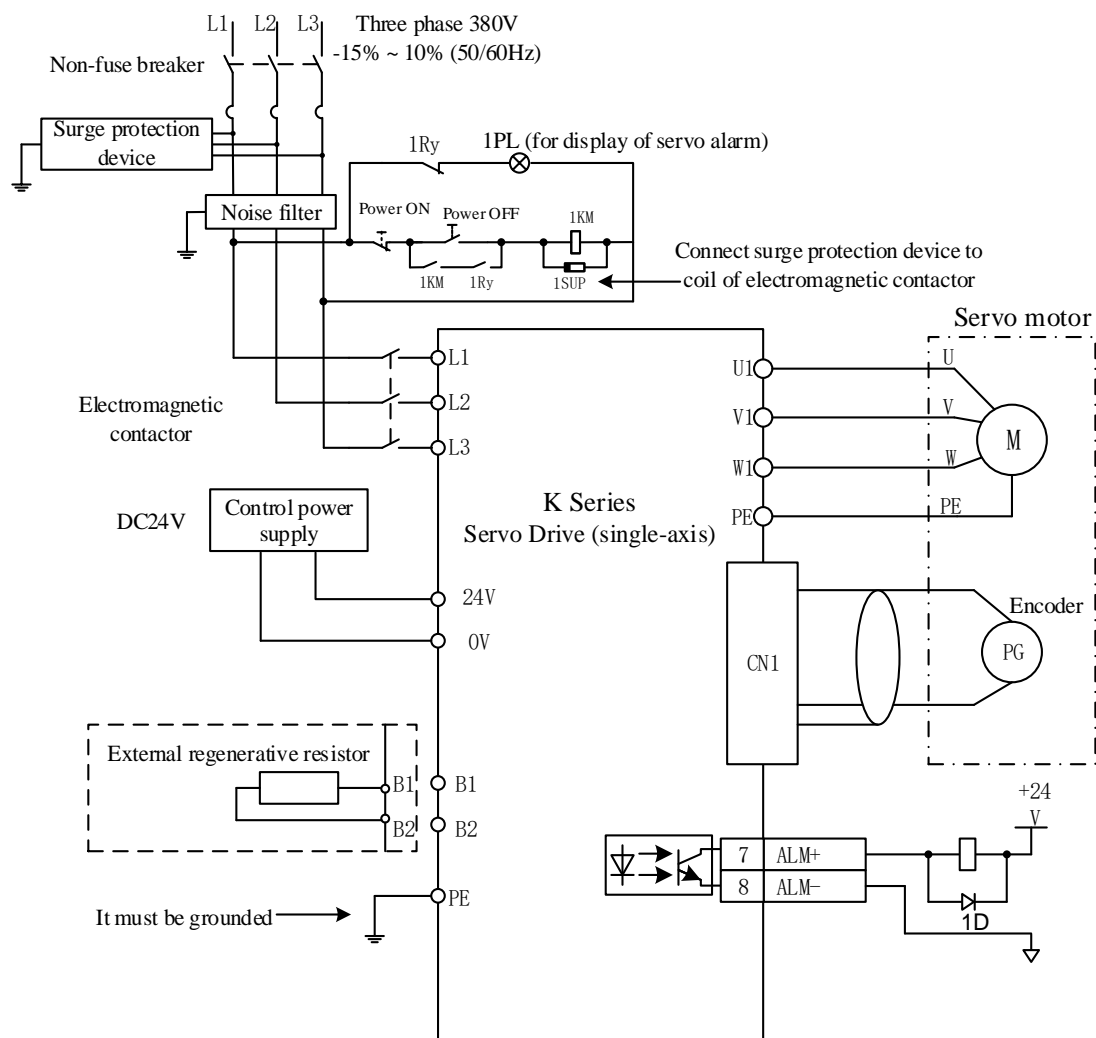 L1 L2 L3 Three phase 380V
-15% ~ 10% (50/60Hz)
Non-fuse breaker
Surge protection
device
1Ry 1PL (for display of servo alarm)
Noise filter
Power ON Power OFF 1KM
1KM 1Ry 1SUP
Connect surge protection device to
coil of electromagnetic contactor
Servo motor
L1
L2
L3
Electromagnetic
contactor
U1 U
V1 V
W1 W
PE PE
M
K Series
Servo Drive (single-axis)
DC24V
Control power
supply
24V
0V
CN1
Encoder
PG
External regenerative resistor
B1 B1
B2 B2
PE
It must be grounded
+24
V
7 ALM+
8 ALM-
1D